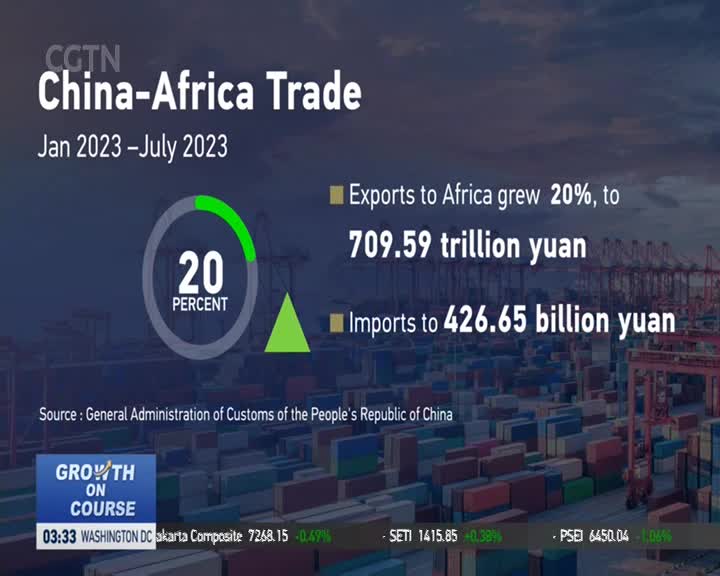 CGTN
China-Africa Trade
Jan 2023 –July 2023
Exports to Africa grew 20%, to
709.59 trillion yuan
20
PERCENT
Imports to 426.65 billion yuan
Source : General Administration of Customs of the People's Republic of China
GROWTH
ON
COURSE
03:33 WASHINGTON DC akarta Composite 7268.15 -0.49% - SETI 1415.85 +0.38% - PSEI 6450.04 -1.06%